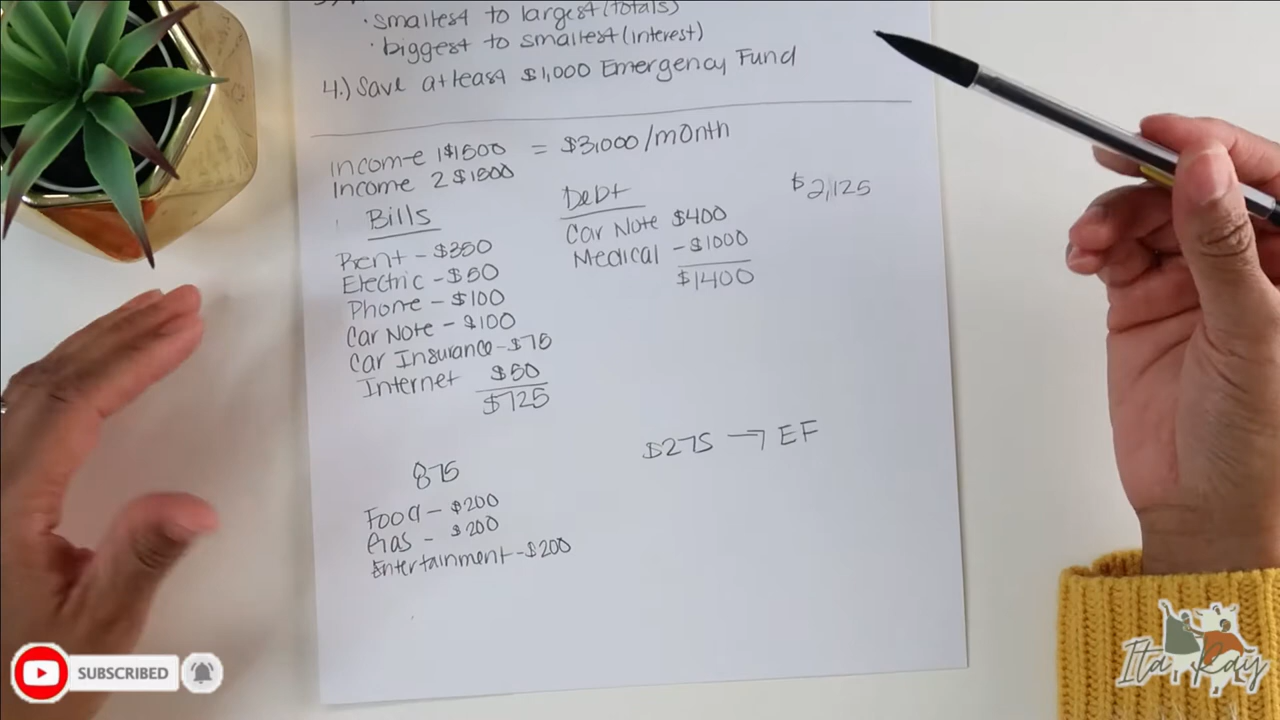 · smallest to largest (totals)
· biggest to smallest (interest)
4.) Save atleast $1,000 Emergency Fund
Income 1 $1500 = $3,000/month
Income 2 $1500
Bills
Rent - $350
Electric - $50
Phone - $100
Car Note - $100
Car Insurance - $75
Internet $50
$725
Debt
Car Note $400
Medical - $1000
$1400
$2,125
875
Food - $200
Gas - $200
Entertainment - $200
$275 → EF
SUBSCRIBED
Ita Ray